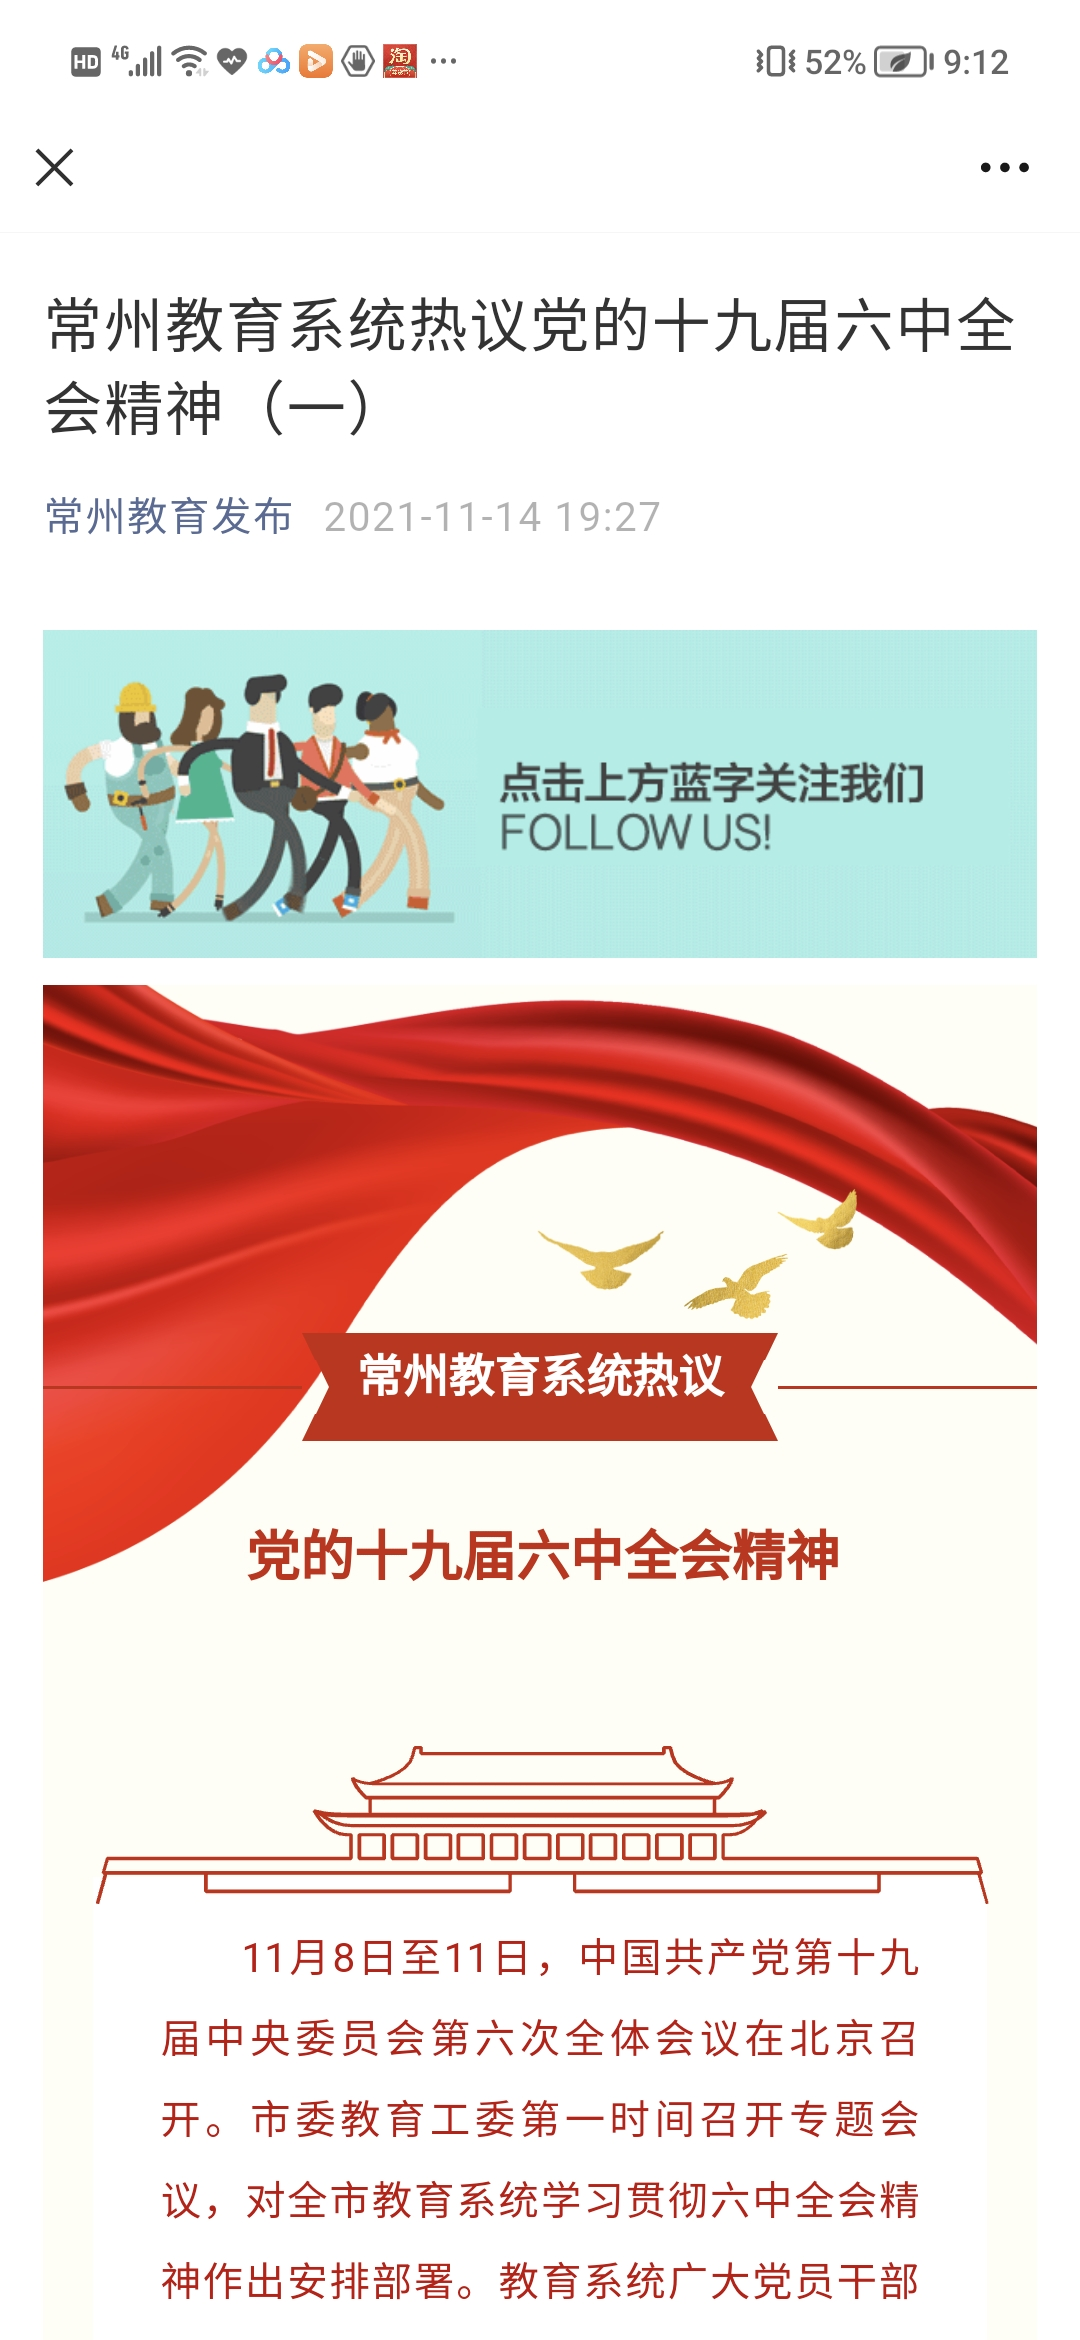 HD 4G 淘 52% 9:12
常州教育系统热议党的十九届六中全
会精神（一）
常州教育发布 2021-11-14 19:27
点击上方蓝字关注我们
FOLLOW US!
常州教育系统热议
党的十九届六中全会精神
11月8日至11日，中国共产党第十九
届中央委员会第六次全体会议在北京召
开。市委教育工委第一时间召开专题会
议，对全市教育系统学习贯彻六中全会精
神作出安排部署。教育系统广大党员干部